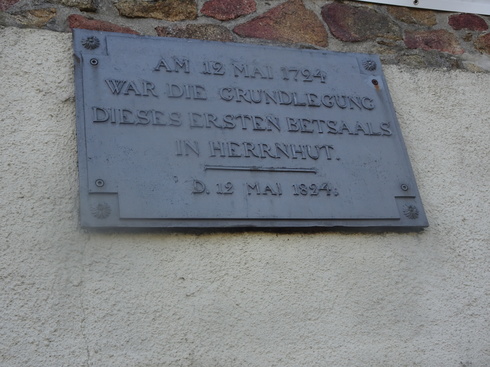 AM 12 MAI 1724
WAR DIE GRUNDLEGUNG
DIESES ERSTEN BETSAALS
IN HERRNHUT.
D. 12 MAI 1824.